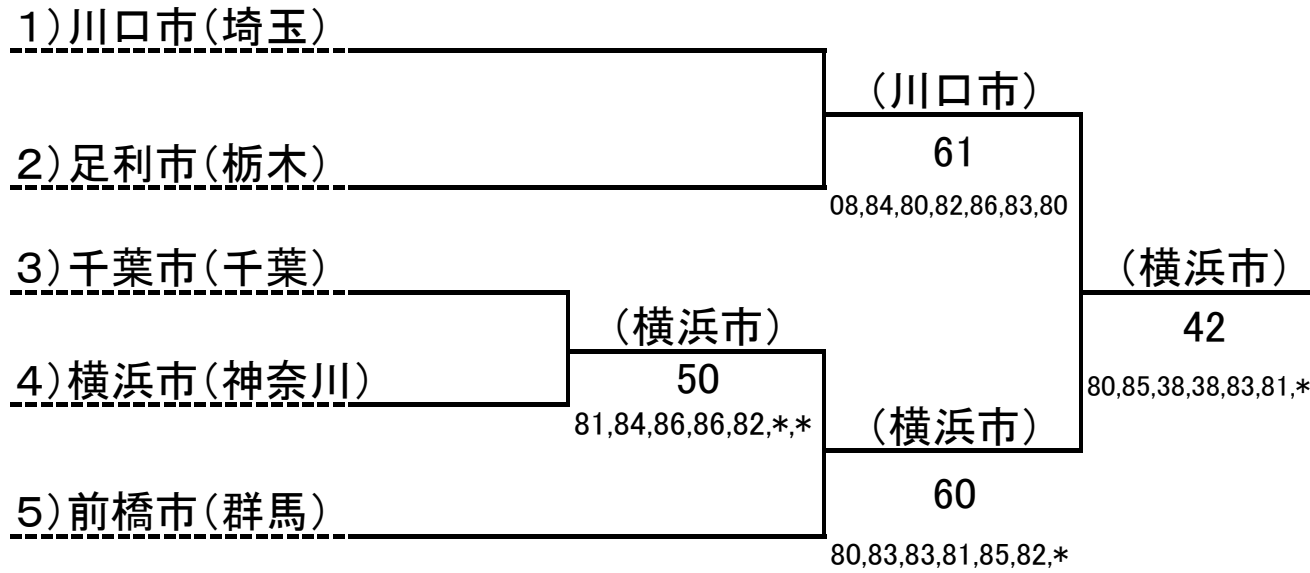 1)川口市(埼玉)
(川口市)
2)足利市(栃木)
61
08,84,80,82,86,83,80
3)千葉市(千葉)
(横浜市)
(横浜市)
42
4)横浜市(神奈川)
50
80,85,38,38,83,81,*
81,84,86,86,82,*,*
(横浜市)
5)前橋市(群馬)
60
80,83,83,81,85,82,*